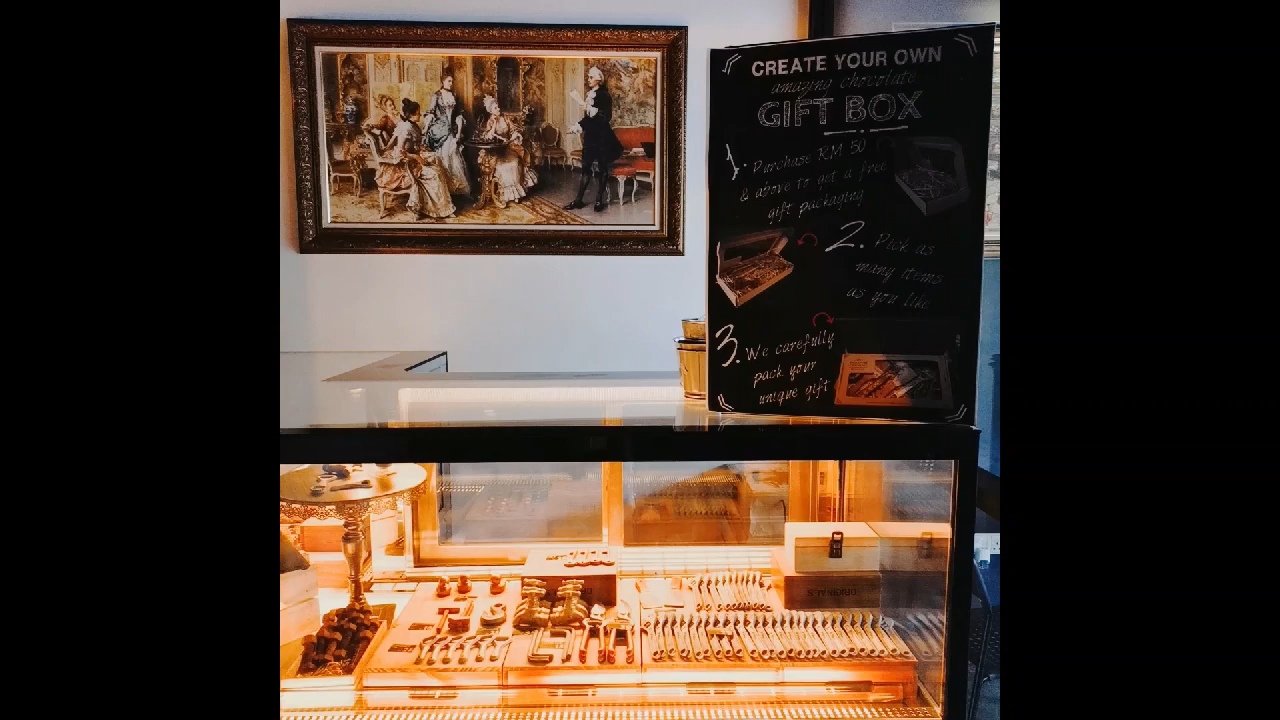 CREATE YOUR OWN
amazing chocolate
GIFT BOX
1. Purchase RM 50
& above to get a free
gift packaging
2. Pick as
many items
as you like
3. We carefully
pack your
unique gift